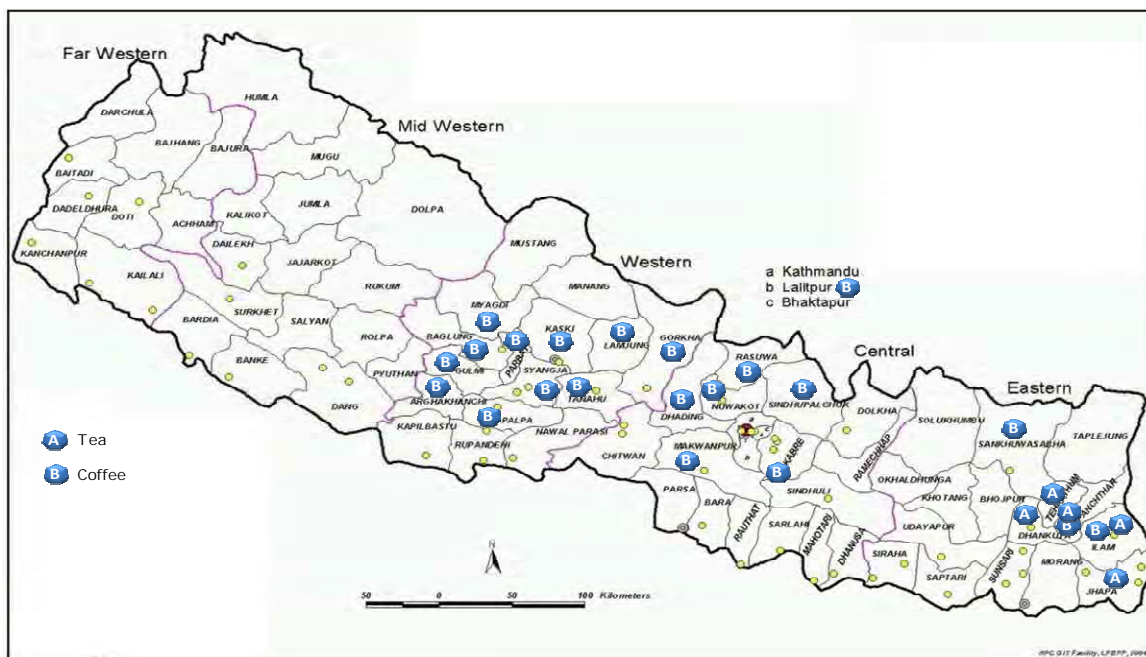 Far Western
HUMLA
DARCHULA
BAJHANG
BAJURA
Mid Western
MUGU
BAITADI
JUMLA
DOLPA
DADELDHURA
DOTI
ACHHAM
KALIKOT
DAILEKH
MUSTANG
KANCHANPUR
KAILALI
JAJARKOT
Western
a Kathmandu
b Lalitpur B
c Bhaktapur
RUKUM
MANANG
MYAGDI
B
SURKHET
BARDIA
SALYAN
ROLPA
BAGLUNG
B
PARBAT
B
KASKI
B
LAMJUNG
B
GORKHA
B
RASUWA
B
Central
BANKE
PYUTHAN
GULMI
B
SYANGJA
B
TANAHU
B
NUWAKOT
B
SINDHUPALCHOK
B
DOLKHA
Eastern
SOLUKHUMBU
SANKHUWASABHA
B
TAPLEJUNG
DANG
ARGHAKHANCHI
B
DHADING
B
KAPILBASTU
PALPA
B
RUPANDEHI
NAWAL PARASI
CHITWAN
MAKWANPUR
B
KABRE
B
RAMECHHAP
A Tea
B Coffee
PARSA
BARA
RAUTHAT
SARLAHI
SINDHULI
MAHOTARI
DHANUSA
OKHALDHUNGA
KHOTANG
BHOJPUR
A
A
A
B
PANCHTHAR
DHANKUTA
B
A
ILAM
UDAYAPUR
SIRAHA
SAPTARI
SUNSARI
MORANG
A
JHAPA
N
50 0 50 100 Kilometers